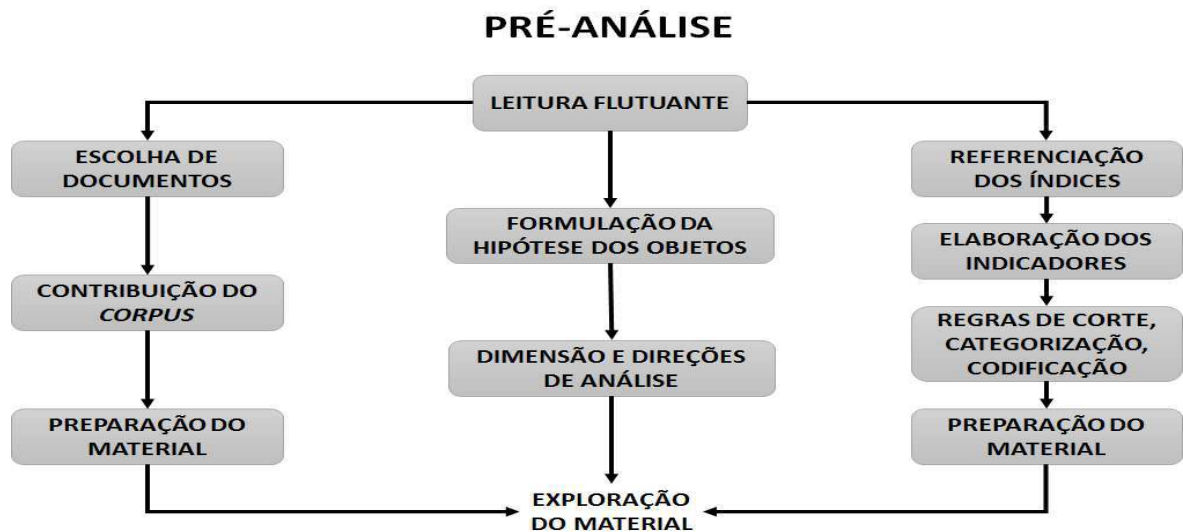 PRÉ-ANÁLISE
LEITURA FLUTUANTE
ESCOLHA DE
DOCUMENTOS
CONTRIBUIÇÃO DO
CORPUS
PREPARAÇÃO DO
MATERIAL
FORMULAÇÃO DA
HIPÓTESE DOS OBJETOS
DIMENSÃO E DIREÇÕES
DE ANÁLISE
REFERENCIAÇÃO
DOS ÍNDICES
ELABORAÇÃO DOS
INDICADORES
REGRAS DE CORTE,
CATEGORIZAÇÃO,
CODIFICAÇÃO
PREPARAÇÃO DO
MATERIAL
EXPLORAÇÃO
DO MATERIAL